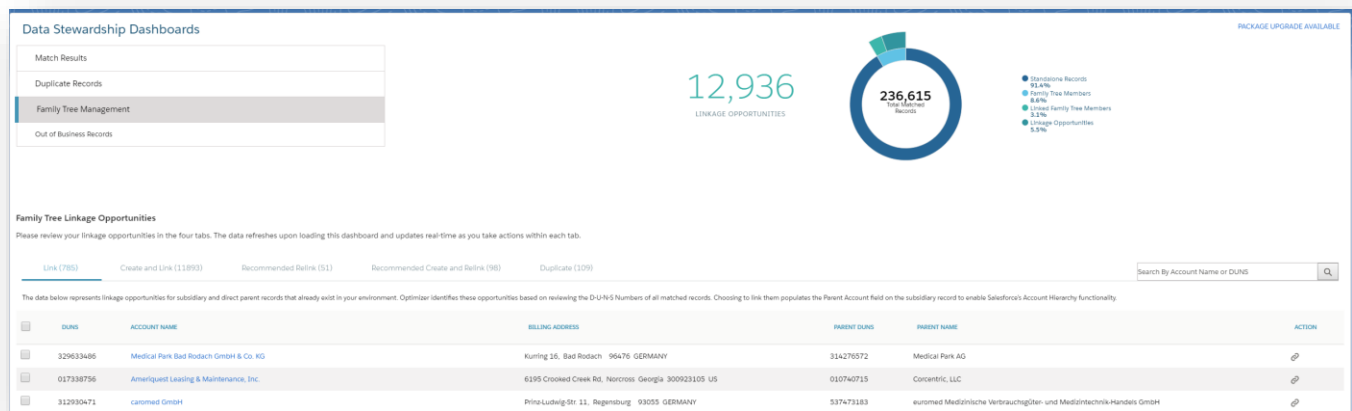 Data Stewardship Dashboards
PACKAGE UPGRADE AVAILABLE
Match Results
Duplicate Records
Family Tree Management
Out of Business Records
12,936
LINKAGE OPPORTUNITIES
236,615
Total Matched
Records
Standalone Records
91.4%
Family Tree Members
8.6%
Linked Family Tree Members
3.1%
Linkage Opportunities
5.5%
Family Tree Linkage Opportunities
Please review your linkage opportunities in the four tabs. The data refreshes upon loading this dashboard and updates real-time as you take actions within each tab.
Link (785) Create and Link (11893) Recommended Relink (51) Recommended Create and Relink (98) Duplicate (109) Search By Account Name or DUNS
The data below represents linkage opportunities for subsidiary and direct parent records that already exist in your environment. Optimizer identifies these opportunities based on reviewing the D-U-N-S Numbers of all matched records. Choosing to link them populates the Parent Account field on the subsidiary record to enable Salesforce's Account Hierarchy functionality.
DUNS ACCOUNT NAME BILLING ADDRESS PARENT DUNS PARENT NAME ACTION
329633486 Medical Park Bad Rodach GmbH & Co. KG Kurring 16, Bad Rodach 96476 GERMANY 314276572 Medical Park AG
017338756 Ameriquest Leasing & Maintenance, Inc. 6195 Crooked Creek Rd, Norcross Georgia 300923105 US 010740715 Corcentric, LLC
312930471 caromed GmbH Prinz-Ludwig-Str. 11, Regensburg 93055 GERMANY 537473183 euromed Medizinische Verbrauchsgüter- und Medizintechnik-Handels GmbH